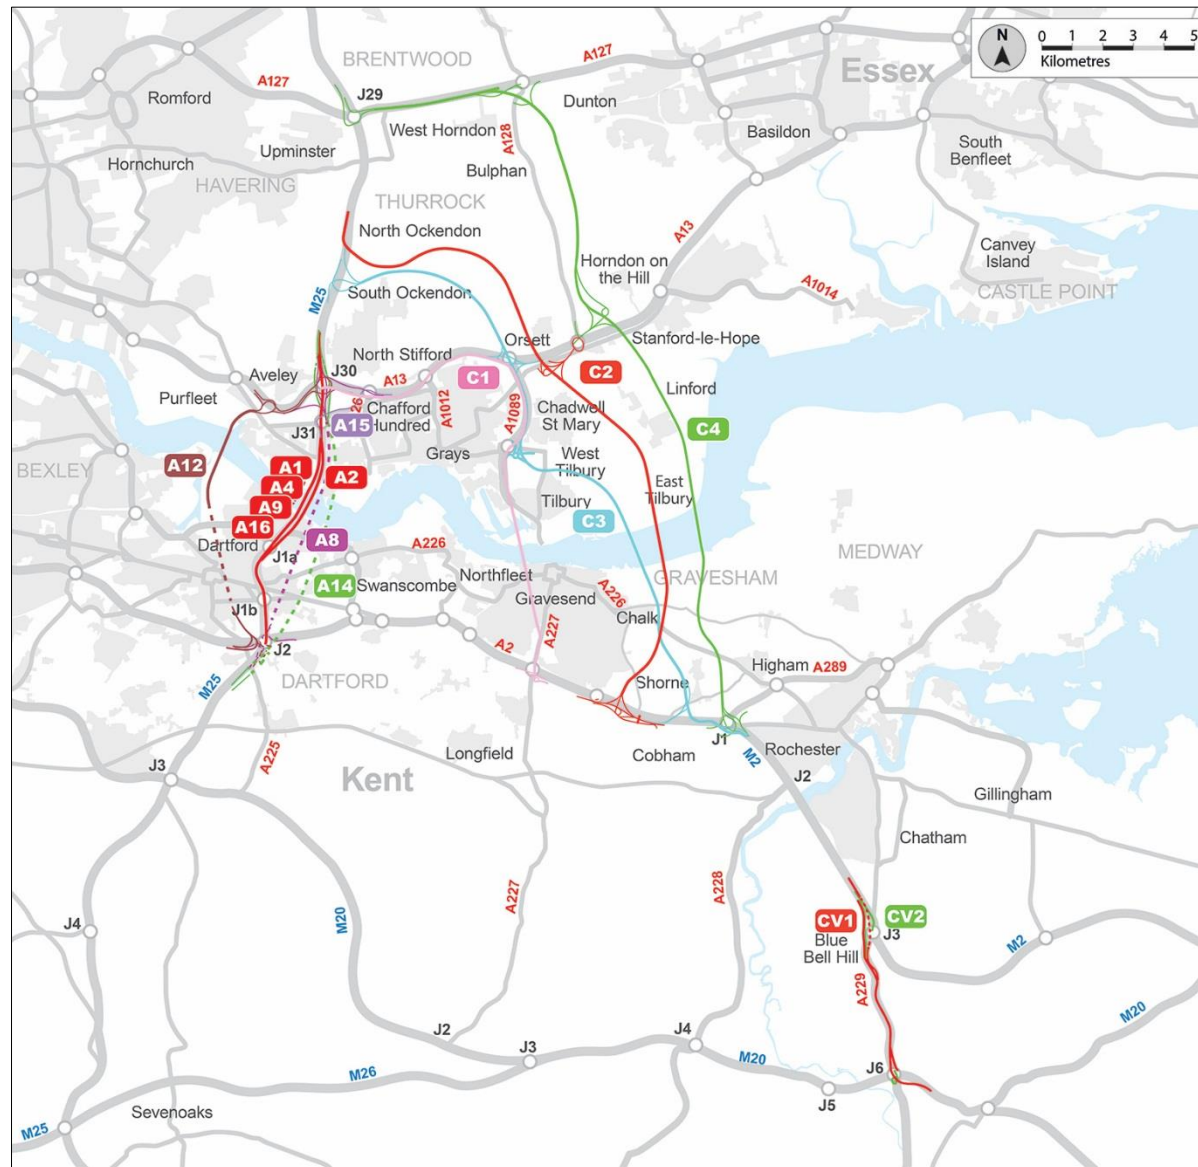 N
0 1 2 3 4 5
Kilometres
BRENTWOOD
A127
Essex
A127
Romford
J29
Dunton
West Horndon
A128
Basildon
Upminster
Hornchurch
South
Benfleet
Bulphan
HAVERING
THURROCK
North Ockendon
A13
Canvey
Island
Horndon on
the Hill
CASTLE POINT
A1014
M25
South Ockendon
Stanford-le-Hope
Orsett
North Stifford
J30
Aveley
A13
C1
C2
Linford
Purfleet
Chafford
Hundred
A1012
A1089
Chadwell
St Mary
26
A15
J31
C4
Grays
West
Tilbury
BEXLEY
A12
A1
A2
A4
East
Tilbury
A9
Tilbury
A16
C3
Dartford
A8
A226
MEDWAY
J1a
A14
Swanscombe
Northfleet
GRAVESHAM
Gravesend
A226
J1b
Chalk
A227
J2
A2
Higham
A289
M25
DARTFORD
Shorne
J1
Longfield
Cobham
M2
Rochester
A225
J3
Kent
J2
Gillingham
Chatham
A227
A228
M20
CV1
CV2
J4
J3
Blue
Bell Hill
M2
A229
M20
J2
J4
J3
M20
J6
M26
J5
Sevenoaks
M25